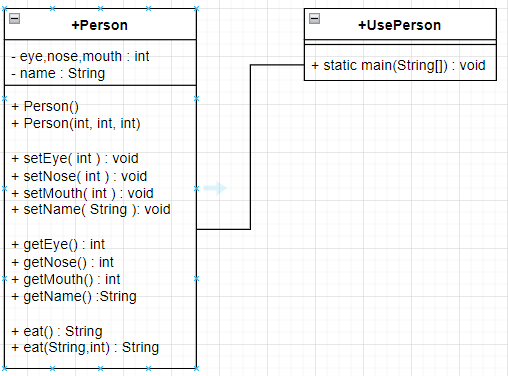 +Person
- eye,nose,mouth : int
- name : String
+ Person()
+ Person(int, int, int)
+ setEye( int ) : void
+ setNose( int ) : void
+ setMouth( int ) : void
+ setName( String ): void
+ getEye() : int
+ getNose() : int
+ getMouth() : int
+ getName() :String
+ eat() : String
+ eat(String,int) : String
+UsePerson
+ static main(String[]) : void